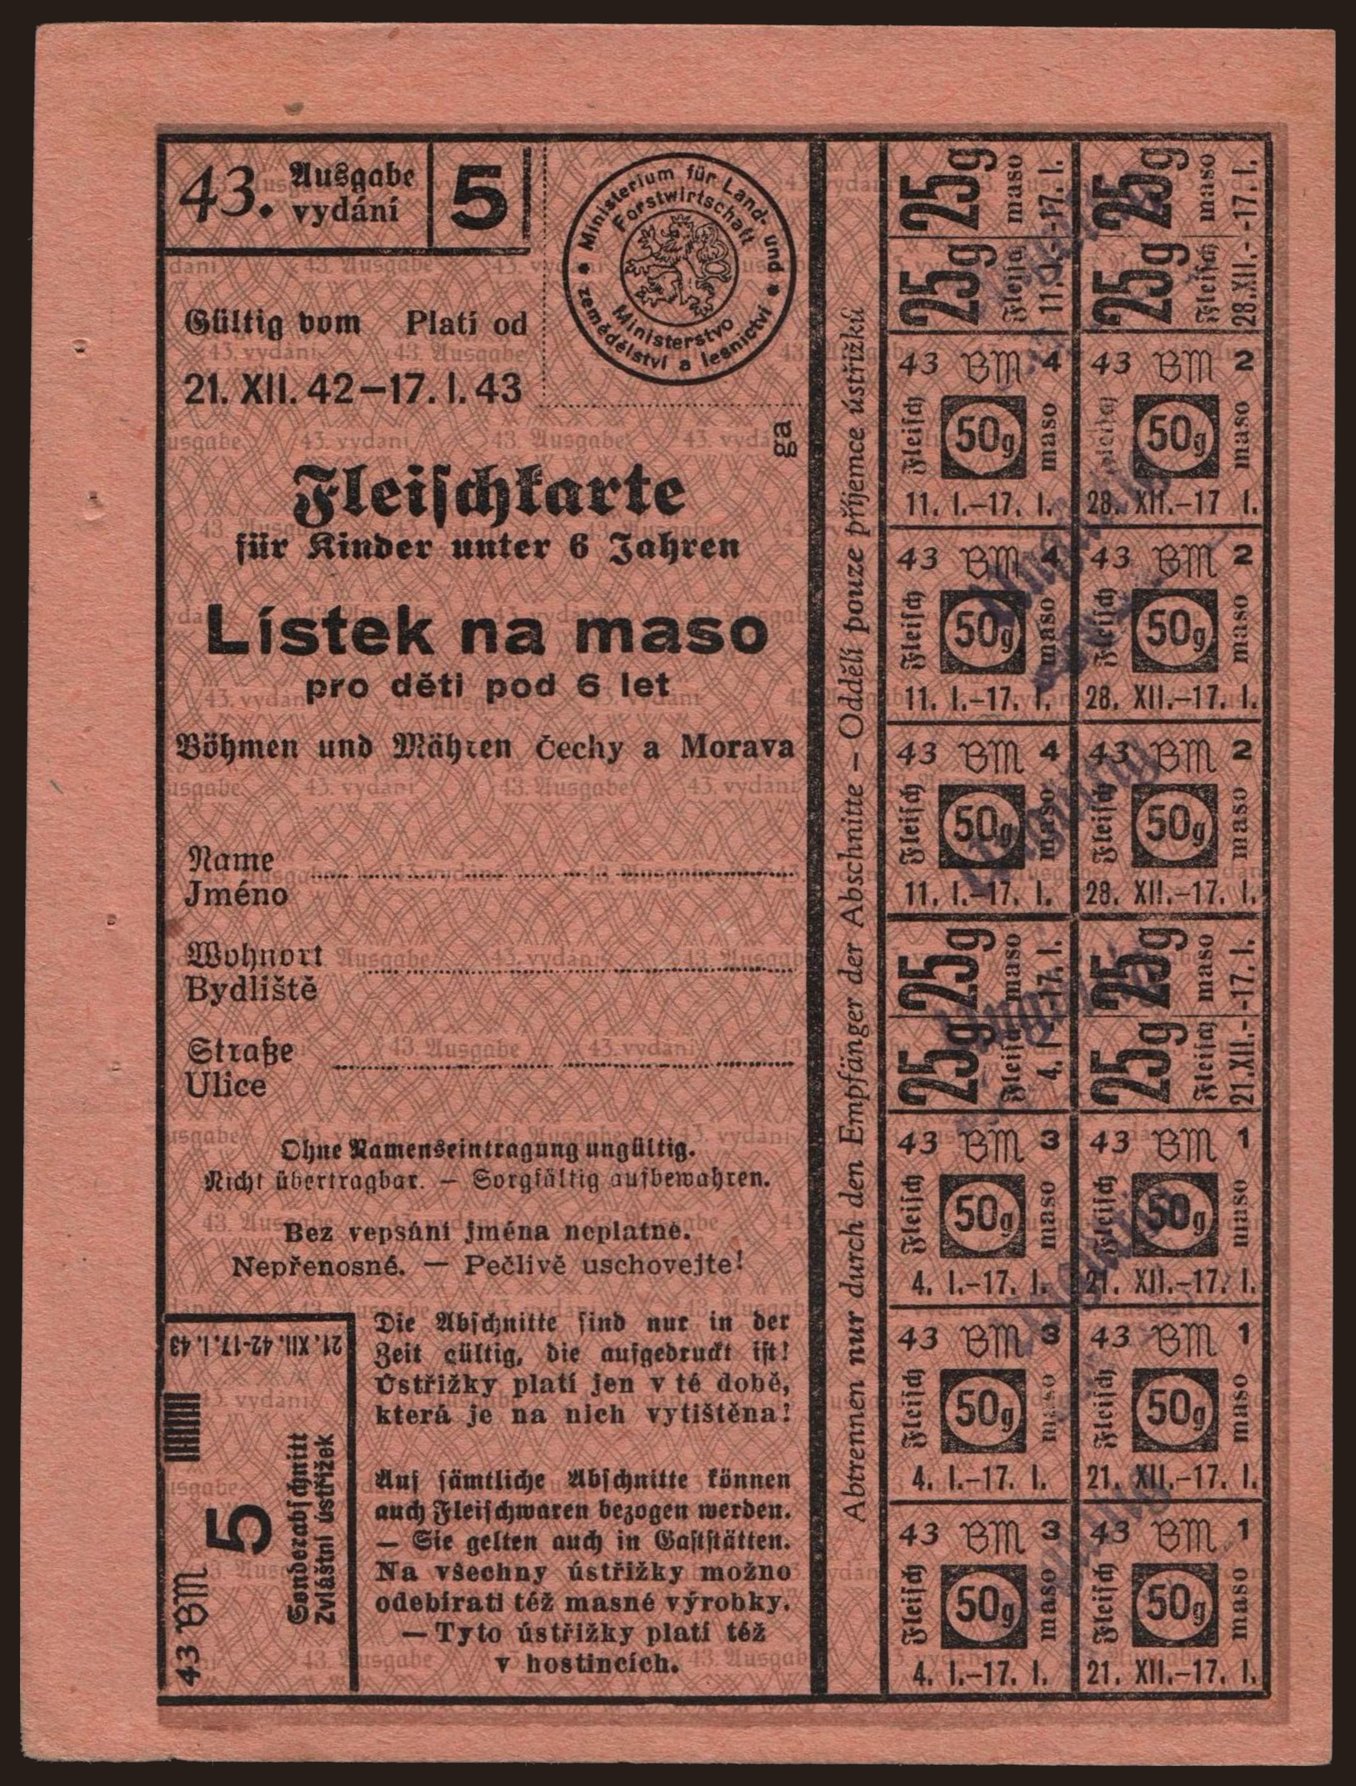 43. Ausgabe
vydání
5
Ministerium für Land- und
Forstwirtschaft
Ministerstvo
zemědělství a lesnictví
Gültig vom Platí od
21. XII. 42–17. I. 43
ga
Fleischkarte
für Kinder unter 6 Jahren
Lístek na maso
pro děti pod 6 let
Böhmen und Mähren Čechy a Morava
Name
Jméno
Wohnort
Bydliště
Straße
Ulice
Ohne Namenseintragung ungültig.
Nicht übertragbar. — Sorgfältig aufbewahren.
Bez vepsání jména neplatné.
Nepřenosné. — Pečlivě uschovejte!
Die Abschnitte sind nur in der
Zeit gültig, die aufgedruckt ist!
Ústřižky platí jen v té době,
která je na nich vytištěna!
Auf sämtliche Abschnitte können
auch Fleischwaren bezogen werden.
— Sie gelten auch in Gaststätten.
Na všechny ústřižky možno
odebírati též masné výrobky.
— Tyto ústřižky platí též
v hostincích.
21. XII. 42-17. I. 43
43 BM
5
Sonderabschnitt
Zvláštní ústřižek
Abtrennen nur durch den Empfänger der Abschnitte – Oddělí pouze příjemce ústřižků
25g 25g
Fleisch maso
11. I.-17. I.
25g 25g
Fleisch maso
28. XII.-17. I.
43 BM 4
Fleisch 50g maso
11. I.–17. I.
43 BM 2
Fleisch 50g maso
28. XII.–17 I.
43 BM 4
Fleisch 50g maso
11. I.–17. I.
43 BM 2
Fleisch 50g maso
28. XII.–17. I.
43 BM 4
Fleisch 50g maso
11. I.–17. I.
43 BM 2
Fleisch 50g maso
28. XII.–17. I.
25g 25g
Fleisch maso
4. I.-17. I.
25g 25g
Fleisch maso
21. XII.-17. I.
43 BM 3
Fleisch 50g maso
4. I.–17. I.
43 BM 1
Fleisch 50g maso
21. XII.–17. I.
43 BM 3
Fleisch 50g maso
4. I.–17. I.
43 BM 1
Fleisch 50g maso
21. XII.–17. I.
43 BM 3
Fleisch 50g maso
4. I.–17. I.
43 BM 1
Fleisch 50g maso
21. XII.–17. I.